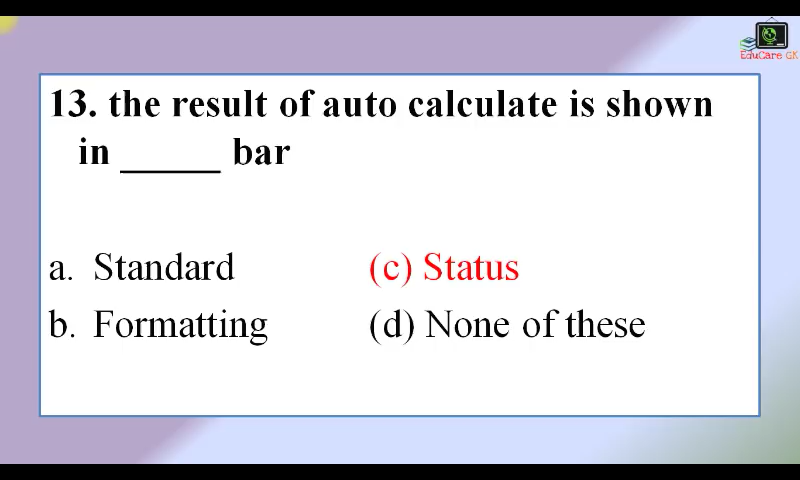 EduCare GK
13. the result of auto calculate is shown
in _____ bar
a. Standard (c) Status
b. Formatting (d) None of these